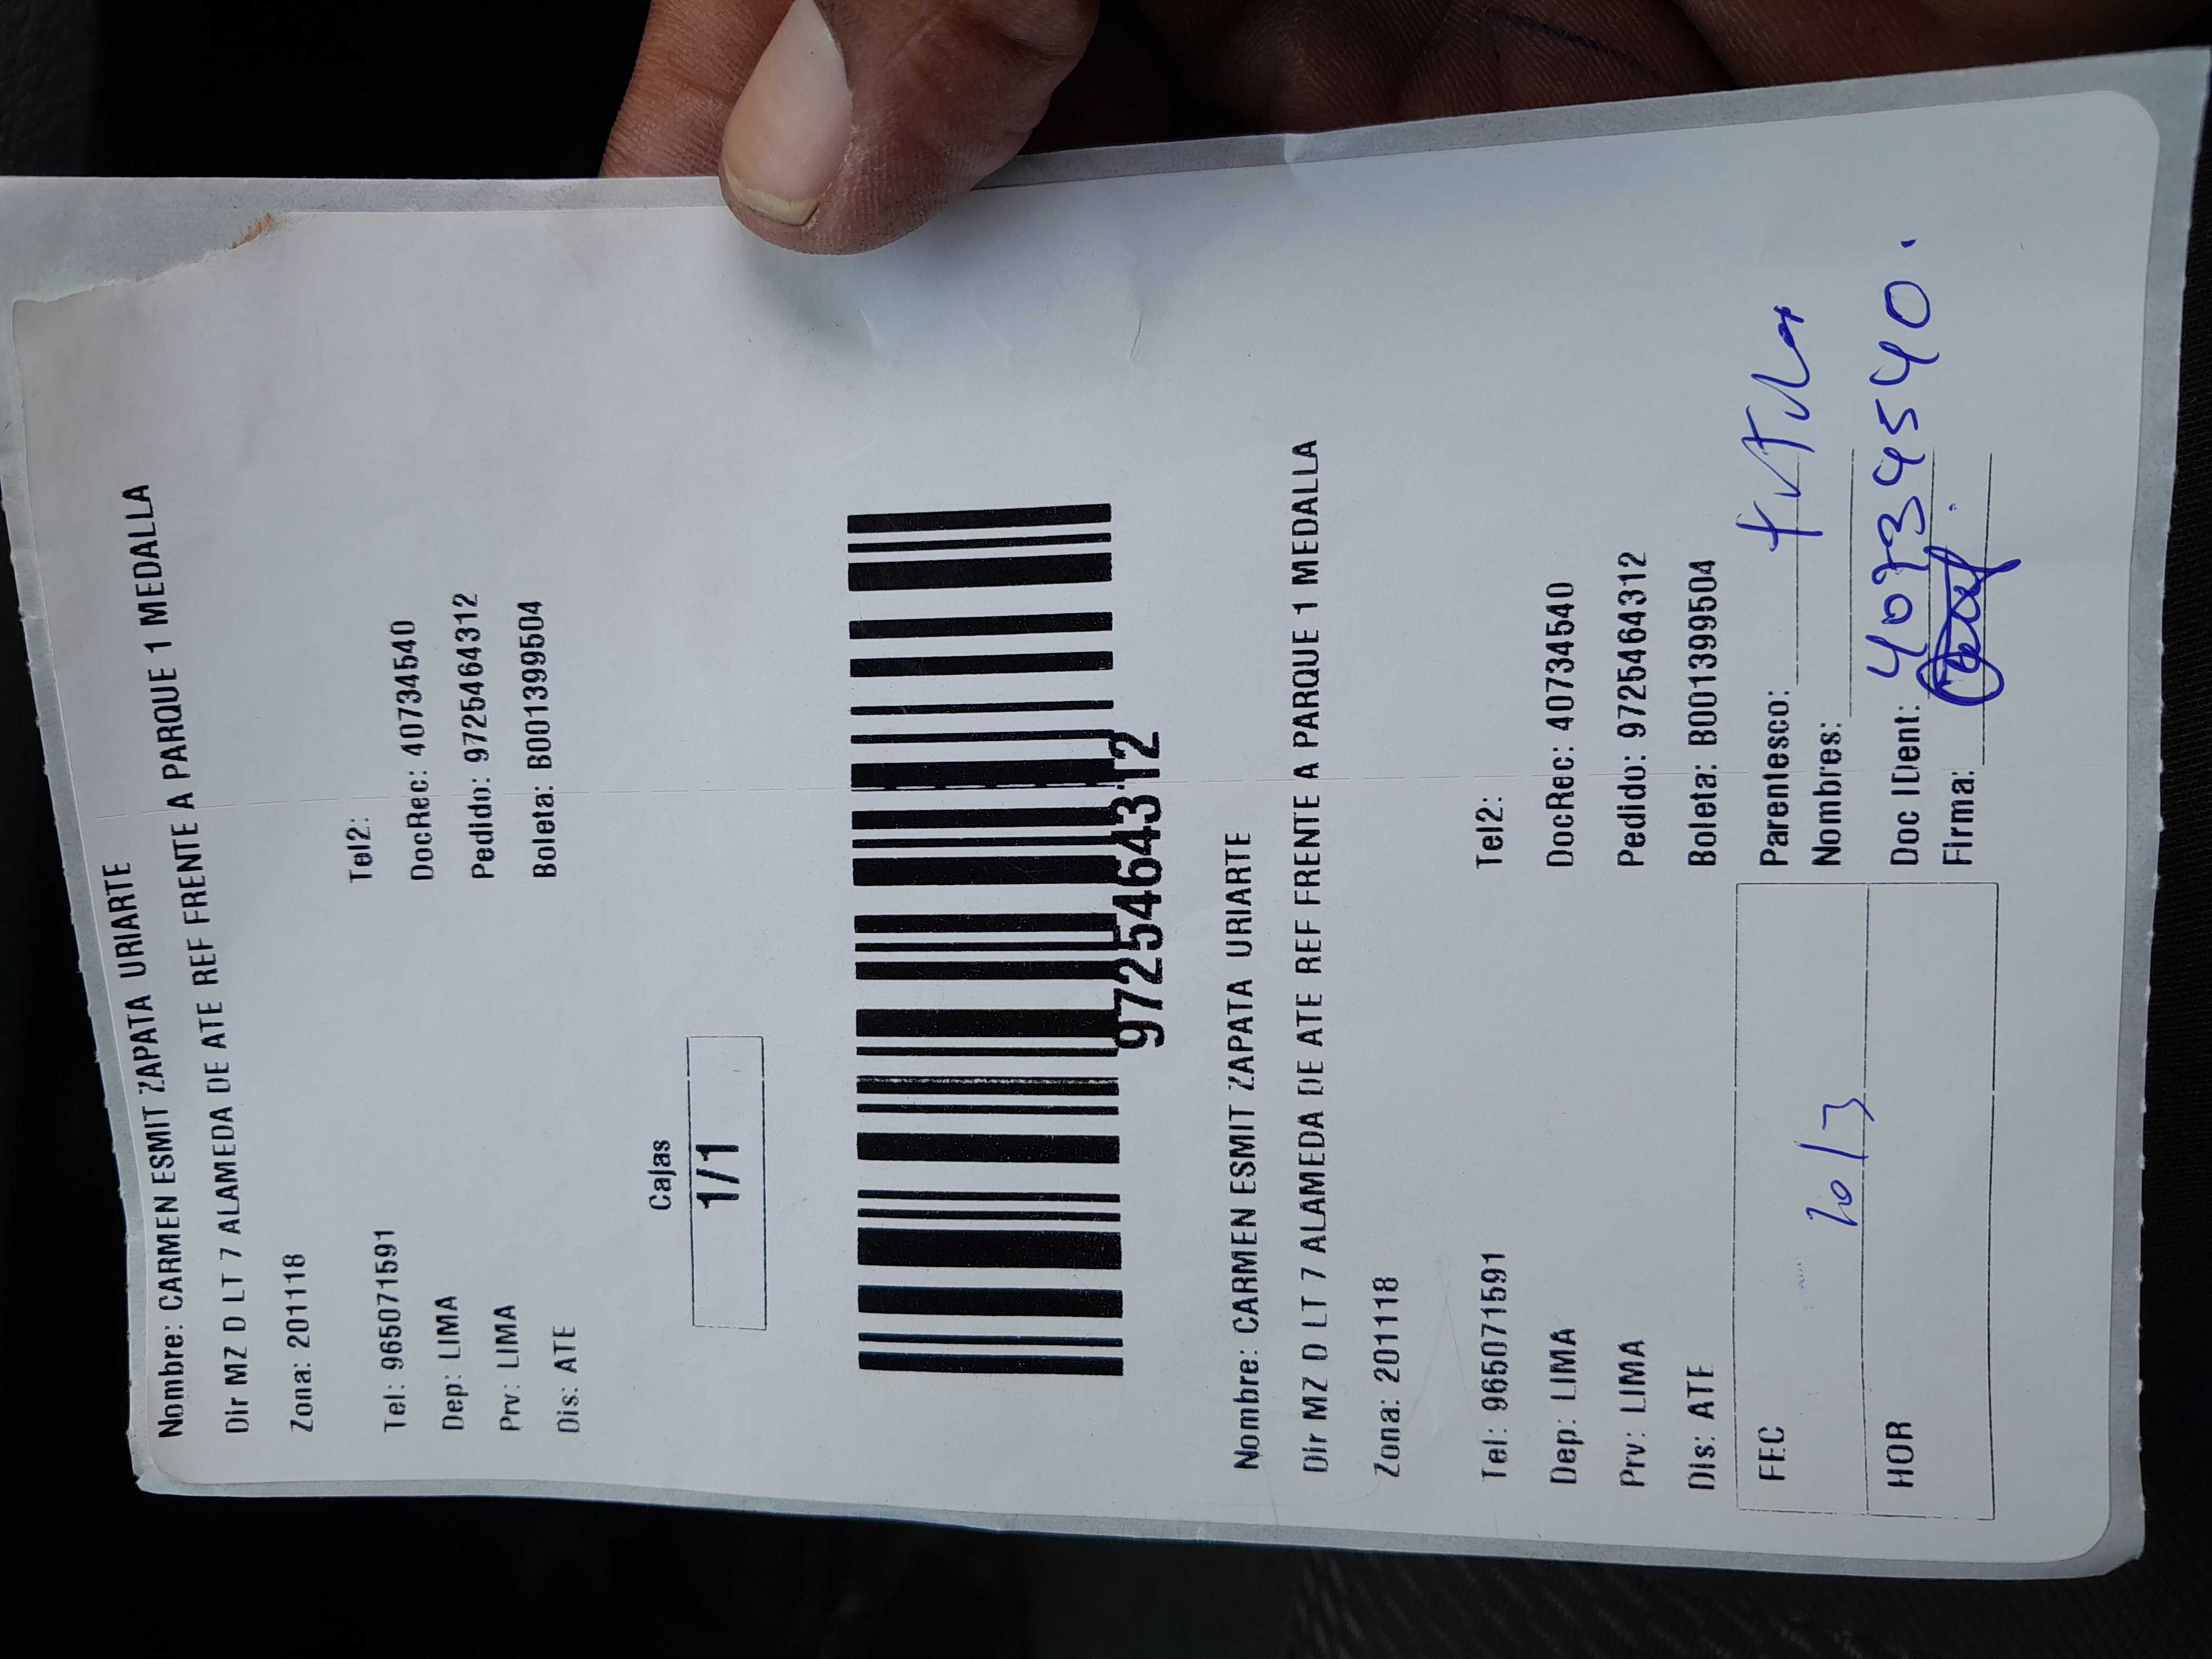 Nombre: CARMEN ESMIT ZAPATA URIARTE
Dir MZ D LT 7 ALAMEDA DE ATE REF FRENTE A PARQUE 1 MEDALLA
Zona: 201118
Tel: 965071591 Tel2:
Dep: LIMA DocRec: 40734540
Prv: LIMA Pedido: 97254643 12
Dis: ATE Boleta: B001399504
Cajas
1/1
9725464312
Nombre: CARMEN ESMIT ZAPATA URIARTE
Dir MZ D LT 7 ALAMEDA DE ATE REF FRENTE A PARQUE 1 MEDALLA
Zona: 201118
Tel: 965071591 Tel2:
Dep: LIMA DocRec: 40734540
Prv: LIMA Pedido: 9725464312
Dis: ATE Boleta: B001399504
FEC Parentesco:
Nombres:
HOR Doc IDent: 40734540.
Firma: